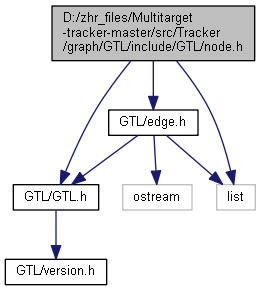 D:/zhr_files/Multitarget
-tracker-master/src/Tracker
/graph/GTL/include/GTL/node.h
GTL/edge.h
GTL/GTL.h
ostream
list
GTL/version.h